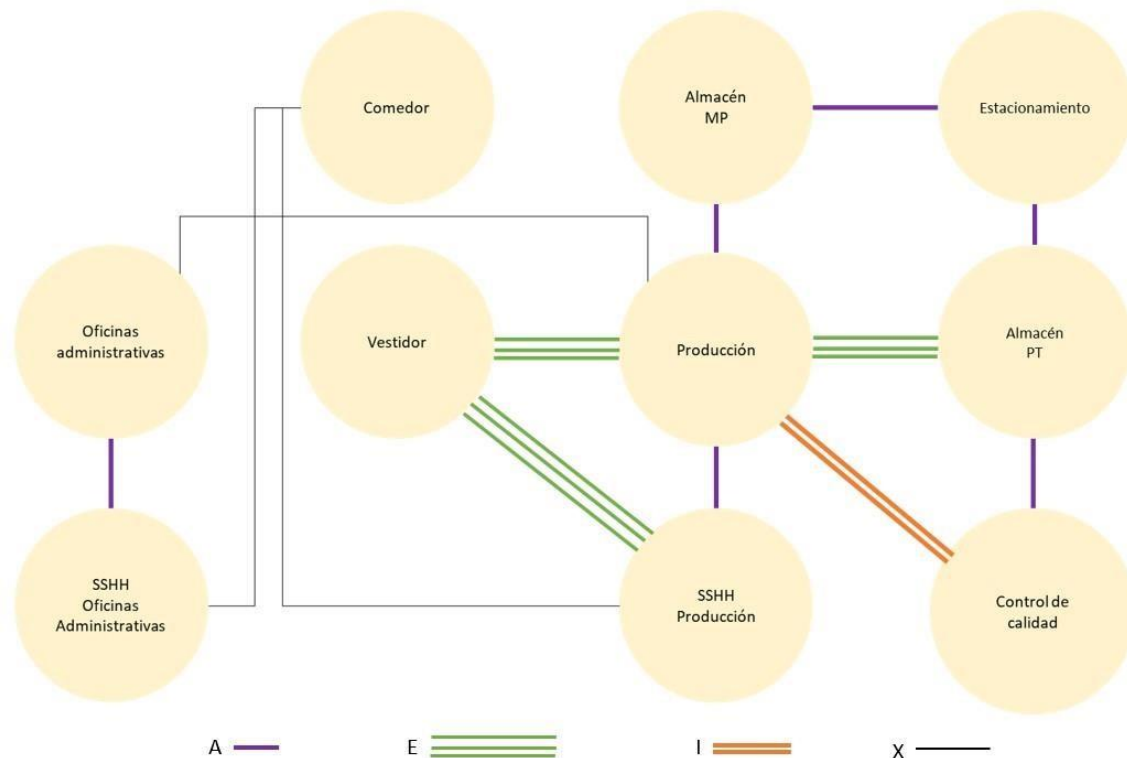 Comedor
Almacén
MP
Estacionamiento
Oficinas
administrativas
Vestidor
Producción
Almacén
PT
SSHH
Oficinas
Administrativas
SSHH
Producción
Control de
calidad
A
E
I
X